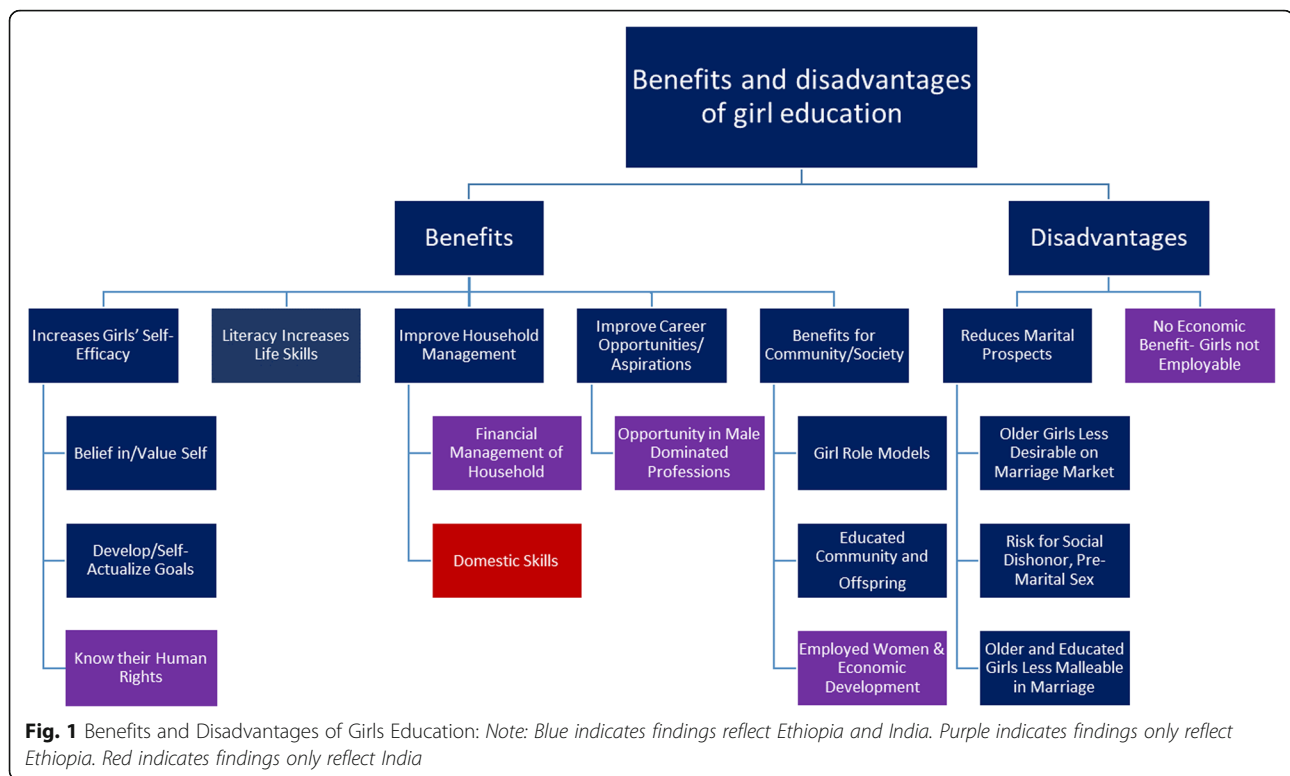 Benefits and disadvantages
of girl education
Benefits
Disadvantages
Increases Girls' Self-
Efficacy
Literacy Increases
Life Skills
Improve Household
Management
Improve Career
Opportunities/
Aspirations
Benefits for
Community/Society
Reduces Marital
Prospects
No Economic
Benefit- Girls not
Employable
Belief in/Value Self
Financial
Management of
Household
Opportunity in Male
Dominated
Professions
Girl Role Models
Older Girls Less
Desirable on
Marriage Market
Develop/Self-
Actualize Goals
Domestic Skills
Educated
Community and
Offspring
Risk for Social
Dishonor, Pre-
Marital Sex
Know their Human
Rights
Employed Women &
Economic
Development
Older and Educated
Girls Less Malleable
in Marriage
Fig. 1 Benefits and Disadvantages of Girls Education: Note: Blue indicates findings reflect Ethiopia and India. Purple indicates findings only reflect
Ethiopia. Red indicates findings only reflect India